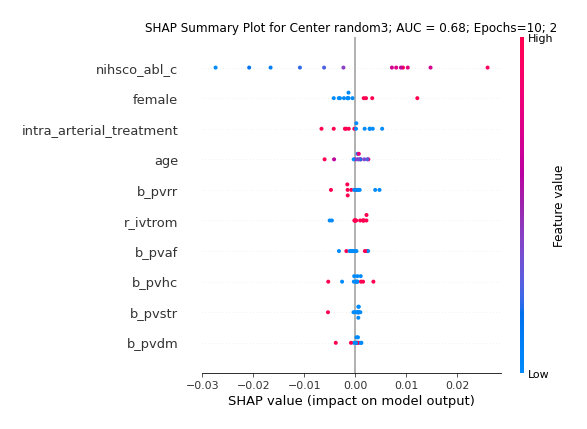 SHAP Summary Plot for Center random3; AUC = 0.68; Epochs=10; 2
High
nihsco_abl_c
female
intra_arterial_treatment
age
b_pvrr
r_ivtrom
b_pvaf
b_pvhc
b_pvstr
b_pvdm
Feature value
Low
−0.03 −0.02 −0.01 0.00 0.01 0.02
SHAP value (impact on model output)